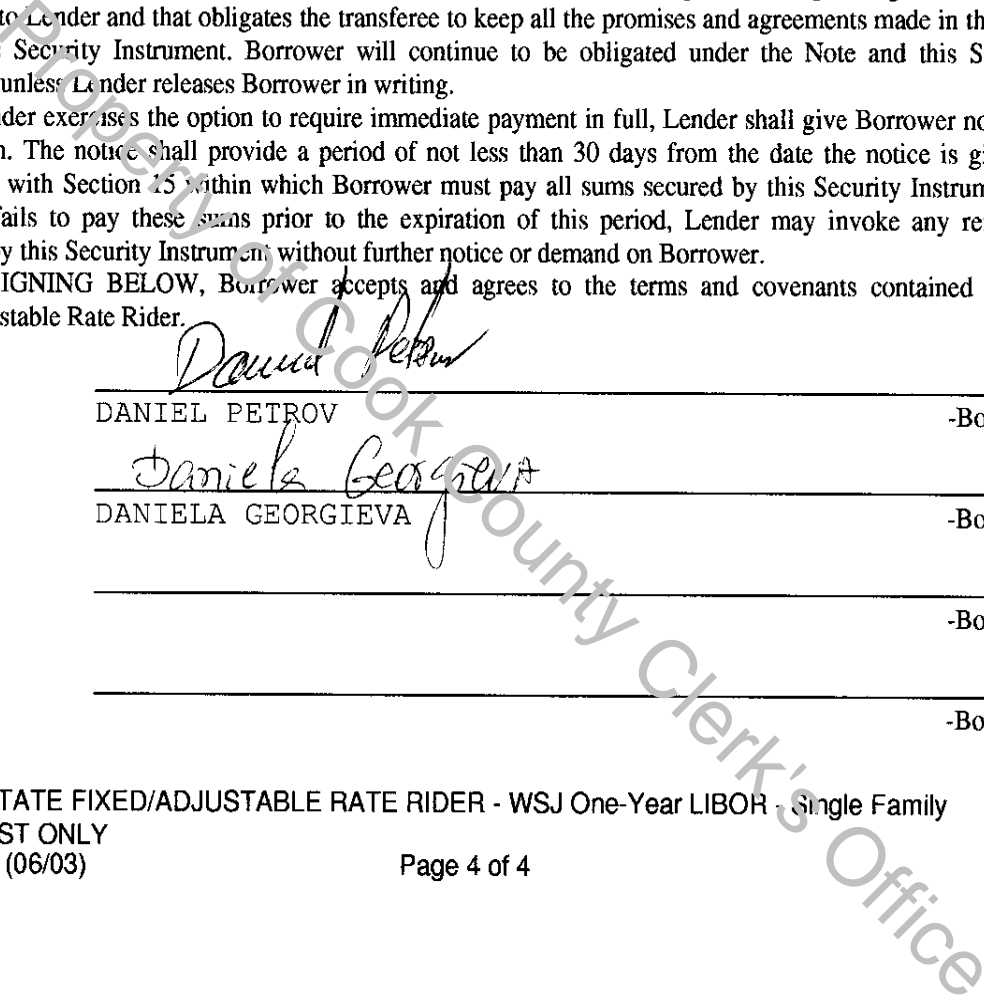 to Lender and that obligates the transferee to keep all the promises and agreements made in th
Security Instrument. Borrower will continue to be obligated under the Note and this S
unless Lender releases Borrower in writing.
der exercises the option to require immediate payment in full, Lender shall give Borrower no
n. The notice shall provide a period of not less than 30 days from the date the notice is gi
with Section 15 within which Borrower must pay all sums secured by this Security Instrum
fails to pay these sums prior to the expiration of this period, Lender may invoke any re
y this Security Instrument without further notice or demand on Borrower.
IGNING BELOW, Borrower accepts and agrees to the terms and covenants contained
stable Rate Rider.
Daniel Petrov
DANIEL PETROV -Bo
Daniela GeorgievA
DANIELA GEORGIEVA -Bo
-Bo
-Bo
TATE FIXED/ADJUSTABLE RATE RIDER - WSJ One-Year LIBOR - Single Family
ST ONLY
(06/03) Page 4 of 4
Property of Cook County Clerk's Office